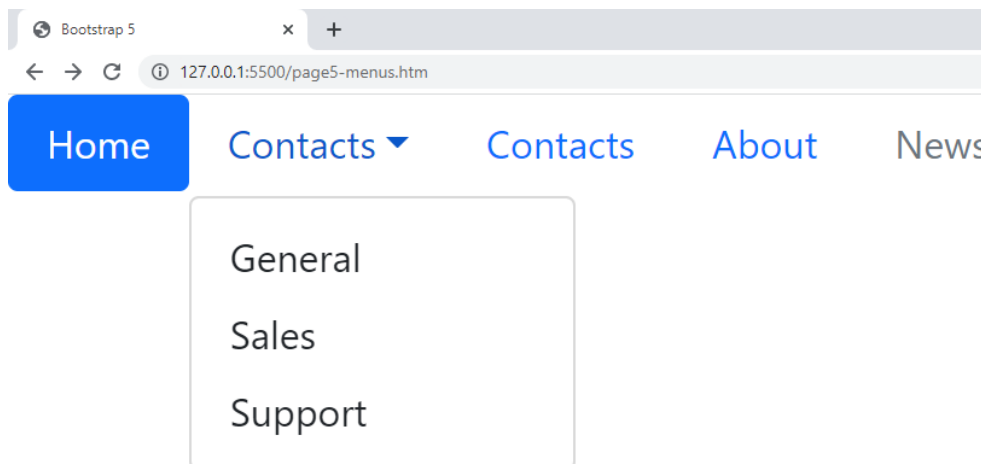 Bootstrap 5
127.0.0.1:5500/page5-menus.htm
Home Contacts Contacts About News
General
Sales
Support